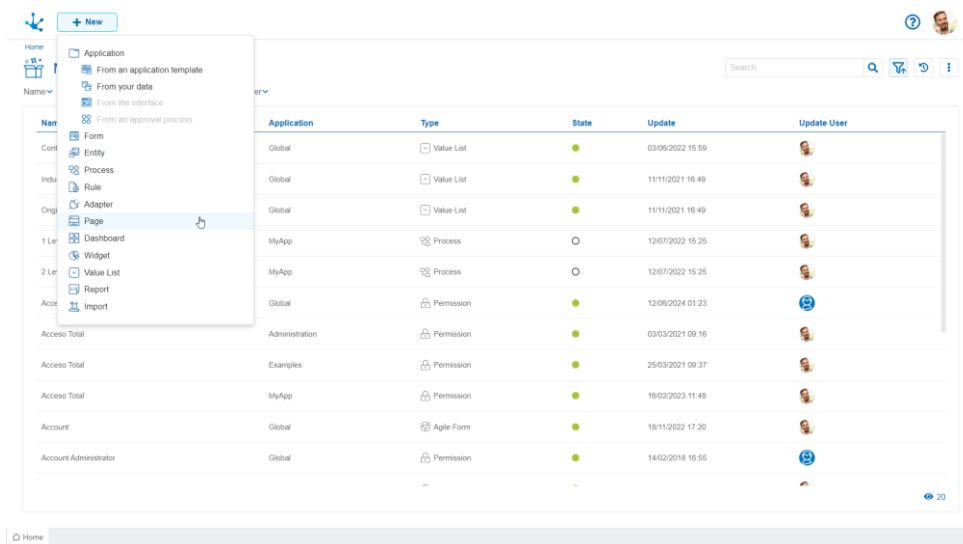 + New
Home
Application
From an application template
From your data
From the interface
From an approval process
Form
Entity
Process
Rule
Adapter
Page
Dashboard
Widget
Value List
Report
Import
Search
Name
Application Type State Update Update User
Global Value List 03/06/2022 15:59
Global Value List 11/11/2021 16:49
Global Value List 11/11/2021 16:49
MyApp Process 12/07/2022 15:25
MyApp Process 12/07/2022 15:25
Global Permission 12/06/2024 01:23
Acceso Total Administration Permission 03/03/2021 09:16
Acceso Total Examples Permission 25/03/2021 09:37
Acceso Total MyApp Permission 16/02/2023 11:48
Account Global Agile Form 18/11/2022 17:20
Account Administrator Global Permission 14/02/2018 16:55
20
Home